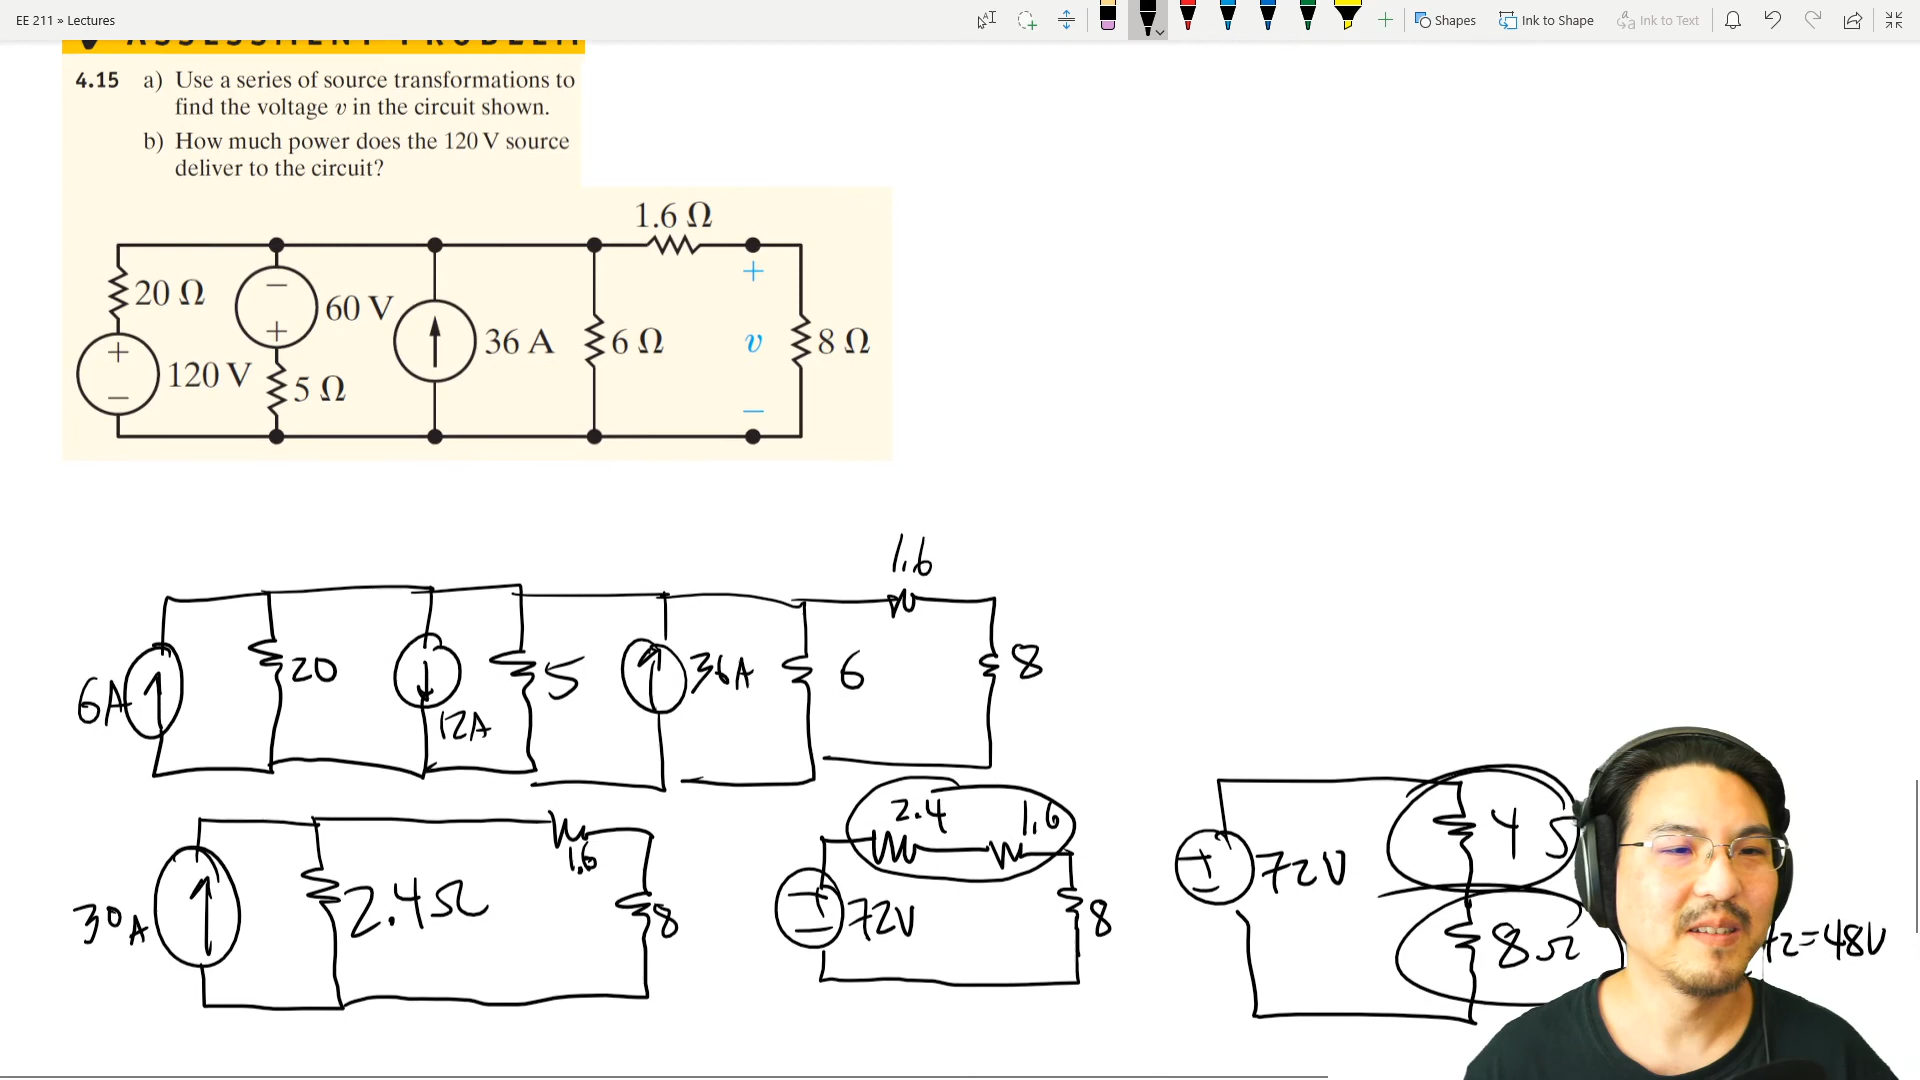 EE 211 » Lectures
Shapes
Ink to Shape
Ink to Text
ASSESSMENT PROBLEM
4.15 a) Use a series of source transformations to
find the voltage v in the circuit shown.
b) How much power does the 120 V source
deliver to the circuit?
1.6 Ω
20 Ω
60 V
36 A
6 Ω
v
8 Ω
120 V
5 Ω
1.6
6A
20
12A
5
36A
6
8
30A
2.4Ω
1.6
8
72V
2.4
1.6
8
72V
4
8Ω
72=48V